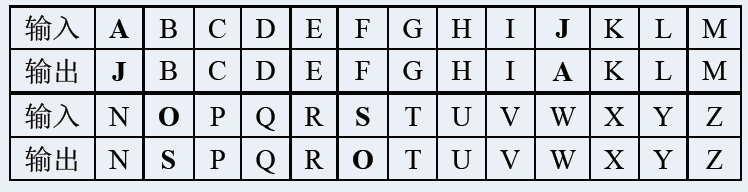 输入 A B C D E F G H I J K L M
输出 J B C D E F G H I A K L M
输入 N O P Q R S T U V W X Y Z
输出 N S P Q R O T U V W X Y Z